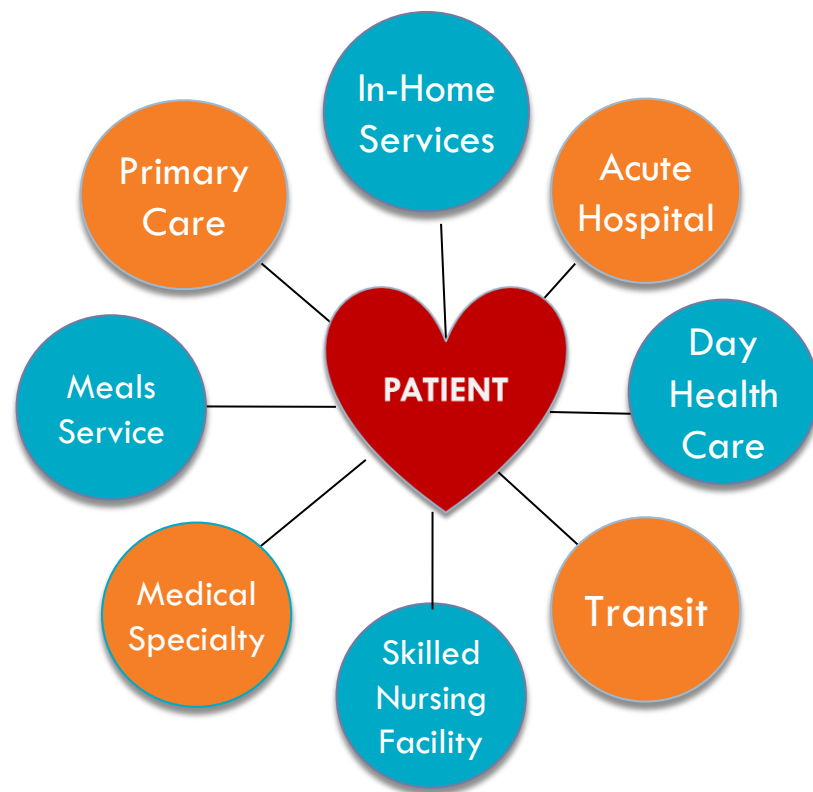 In-Home
Services
Primary
Care
Acute
Hospital
PATIENT
Day
Health
Care
Meals
Service
Medical
Specialty
Transit
Skilled
Nursing
Facility